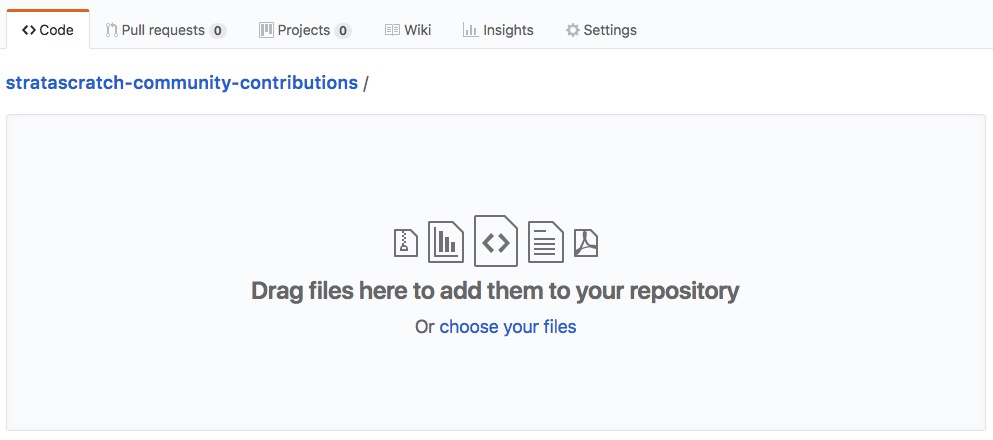 Code Pull requests 0 Projects 0 Wiki Insights Settings
stratascratch-community-contributions /
Drag files here to add them to your repository
Or choose your files